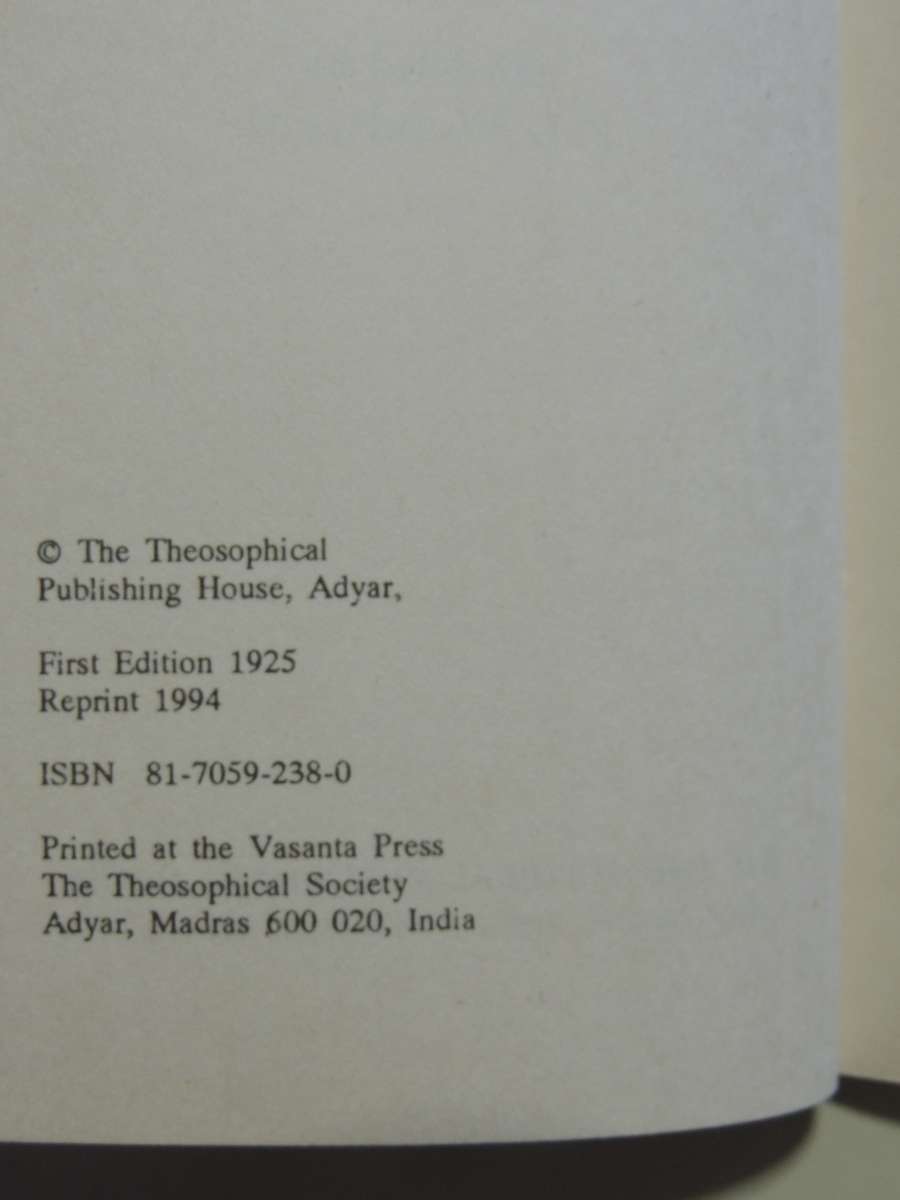 © The Theosophical
Publishing House, Adyar,
First Edition 1925
Reprint 1994
ISBN 81-7059-238-0
Printed at the Vasanta Press
The Theosophical Society
Adyar, Madras 600 020, India